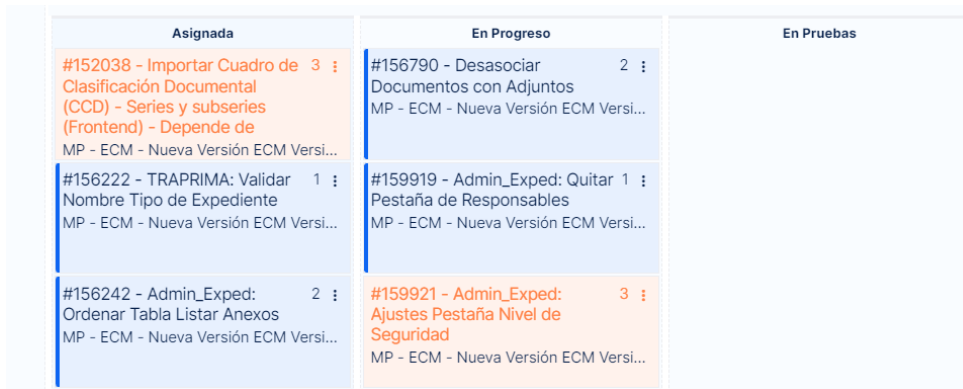 Asignada
#152038 - Importar Cuadro de 3
Clasificación Documental
(CCD) - Series y subseries
(Frontend) - Depende de
MP - ECM - Nueva Versión ECM Versi...
#156222 - TRAPRIMA: Validar 1
Nombre Tipo de Expediente
MP - ECM - Nueva Versión ECM Versi...
#156242 - Admin_Exped: 2
Ordenar Tabla Listar Anexos
MP - ECM - Nueva Versión ECM Versi...
En Progreso
#156790 - Desasociar 2
Documentos con Adjuntos
MP - ECM - Nueva Versión ECM Versi...
#159919 - Admin_Exped: Quitar 1
Pestaña de Responsables
MP - ECM - Nueva Versión ECM Versi...
#159921 - Admin_Exped: 3
Ajustes Pestaña Nivel de
Seguridad
MP - ECM - Nueva Versión ECM Versi...
En Pruebas